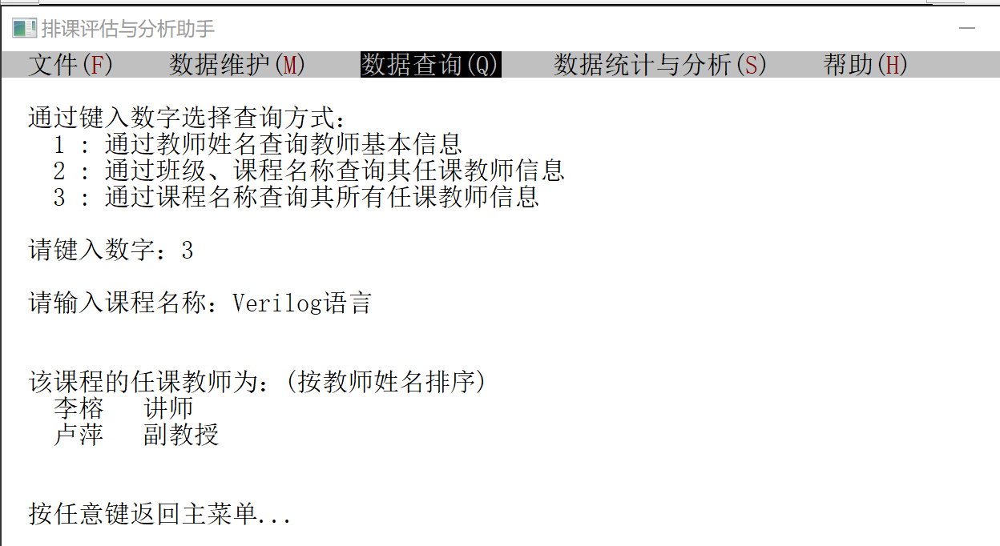 排课评估与分析助手
文件(F) 数据维护(M) 数据查询(Q) 数据统计与分析(S) 帮助(H)
通过键入数字选择查询方式:
1 : 通过教师姓名查询教师基本信息
2 : 通过班级、课程名称查询其任课教师信息
3 : 通过课程名称查询其所有任课教师信息
请键入数字: 3
请输入课程名称: Verilog语言
该课程的任课教师为: (按教师姓名排序)
李榕 讲师
卢萍 副教授
按任意键返回主菜单...